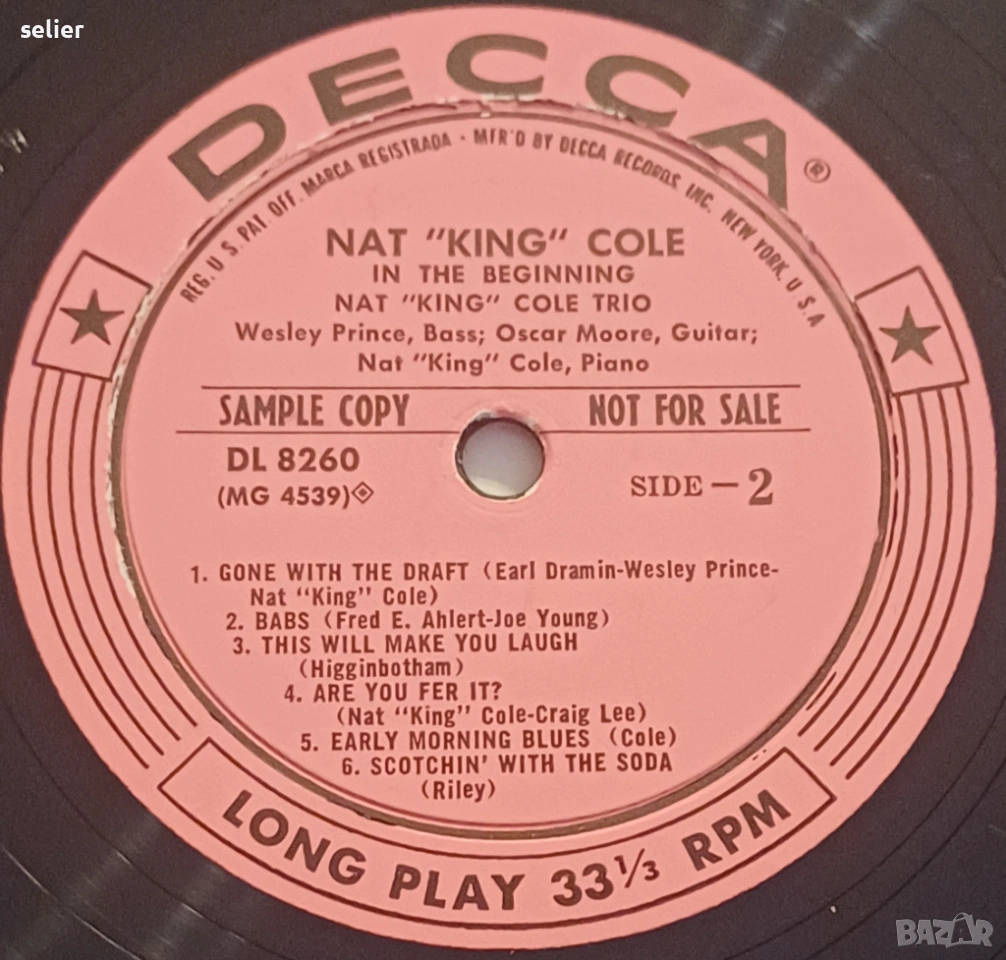 selier
DECCA®
REG. U.S. PAT. OFF. MARCA REGISTRADA • MFR'D BY DECCA RECORDS, INC. NEW YORK, U.S.A
NAT "KING" COLE
IN THE BEGINNING
NAT "KING" COLE TRIO
Wesley Prince, Bass; Oscar Moore, Guitar;
Nat "King" Cole, Piano
SAMPLE COPY NOT FOR SALE
DL 8260
(MG 4539)
SIDE — 2
1. GONE WITH THE DRAFT (Earl Dramin-Wesley Prince-
Nat "King" Cole)
2. BABS (Fred E. Ahlert-Joe Young)
3. THIS WILL MAKE YOU LAUGH
(Higginbotham)
4. ARE YOU FER IT?
(Nat "King" Cole-Craig Lee)
5. EARLY MORNING BLUES (Cole)
6. SCOTCHIN' WITH THE SODA
(Riley)
LONG PLAY 33⅓ RPM
BAZAR